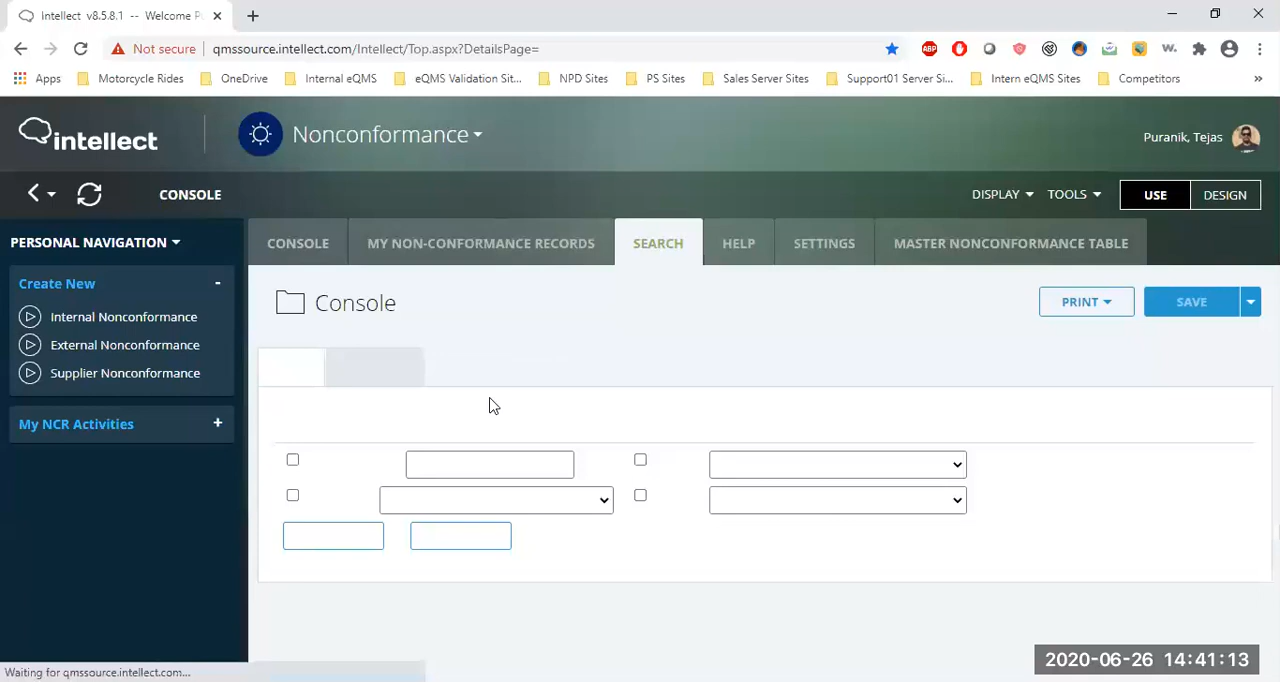 Intellect v8.5.8.1 -- Welcome P
Not secure qmssource.intellect.com/Intellect/Top.aspx?DetailsPage=
ABP
W.
Apps Motorcycle Rides OneDrive Internal eQMS eQMS Validation Sit... NPD Sites PS Sites Sales Server Sites Support01 Server Si... Intern eQMS Sites Competitors »
intellect Nonconformance Puranik, Tejas
CONSOLE DISPLAY TOOLS USE DESIGN
PERSONAL NAVIGATION
CONSOLE MY NON-CONFORMANCE RECORDS SEARCH HELP SETTINGS MASTER NONCONFORMANCE TABLE
Create New -
Internal Nonconformance
External Nonconformance
Supplier Nonconformance
My NCR Activities +
Console PRINT SAVE
Waiting for qmssource.intellect.com...
2020-06-26 14:41:13